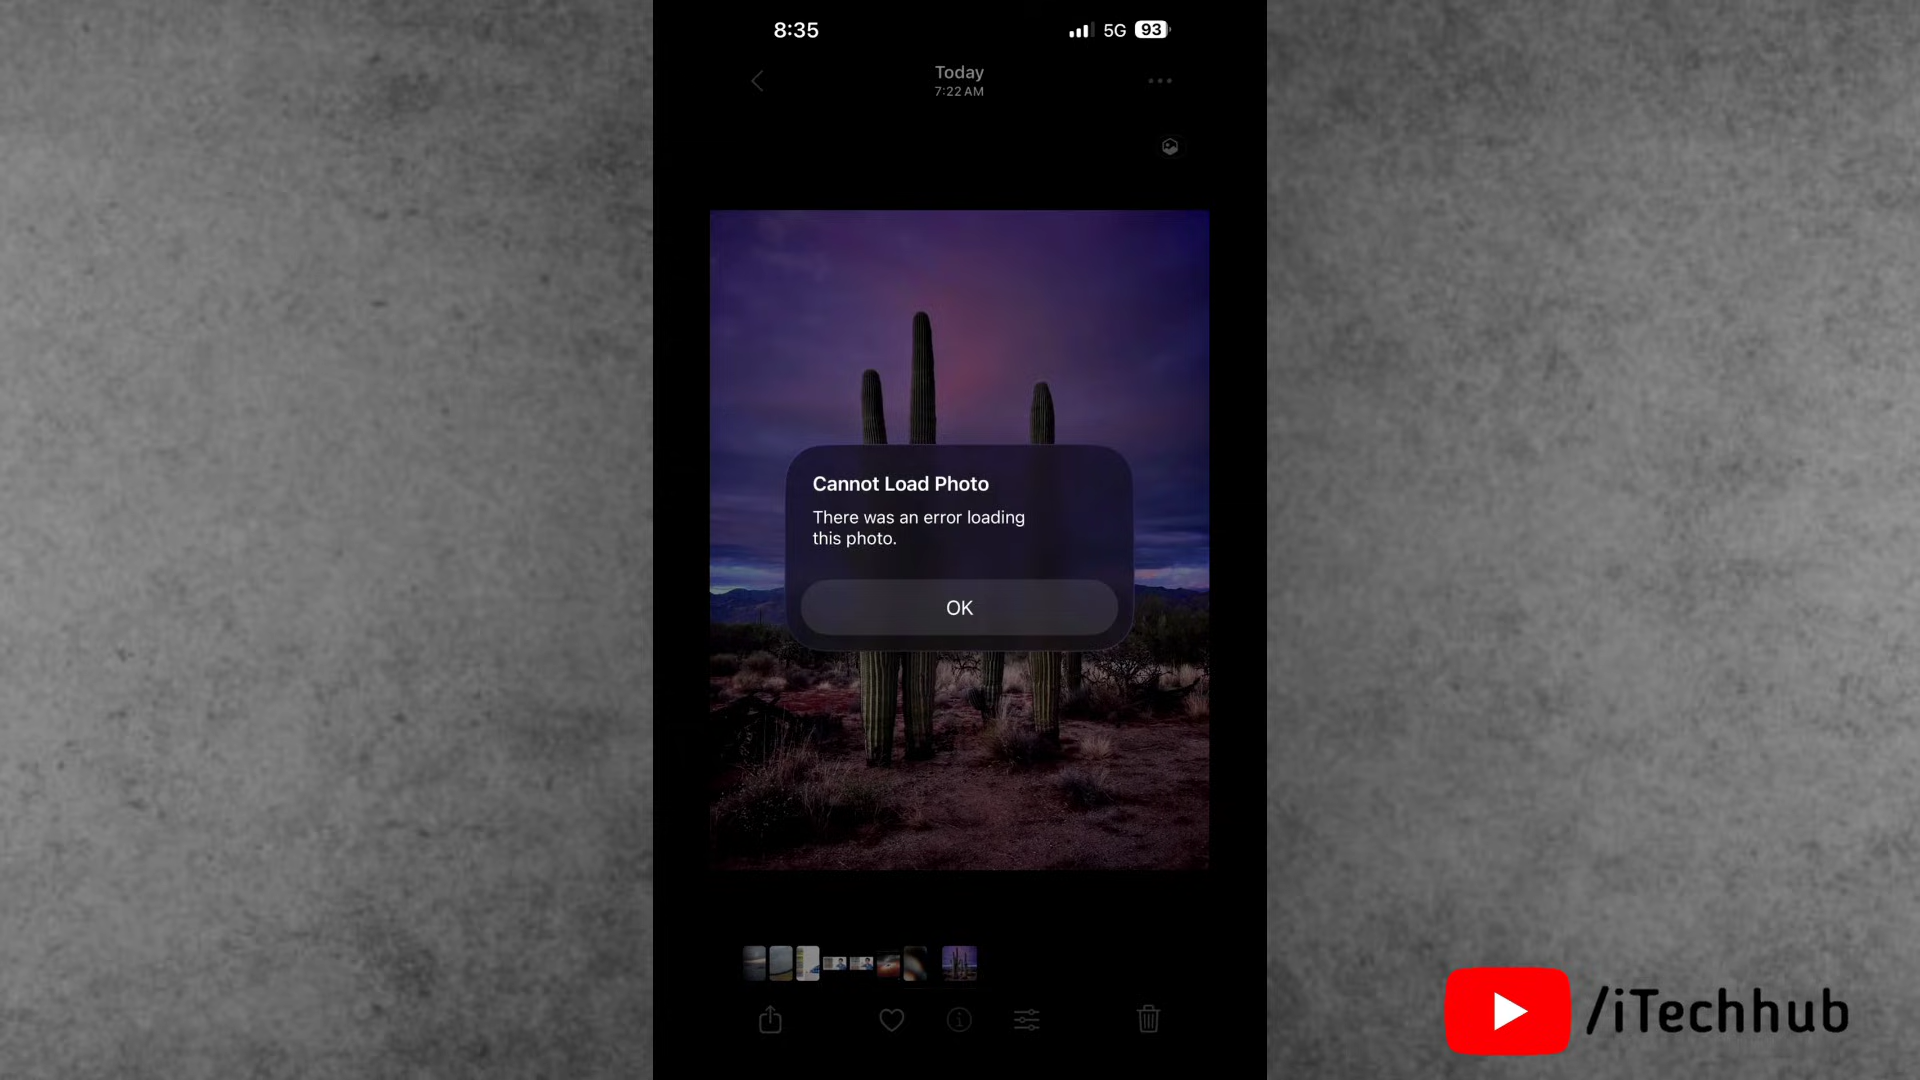 8:35
5G 93
Today
7:22 AM
Cannot Load Photo
There was an error loading
this photo.
OK
/iTechhub